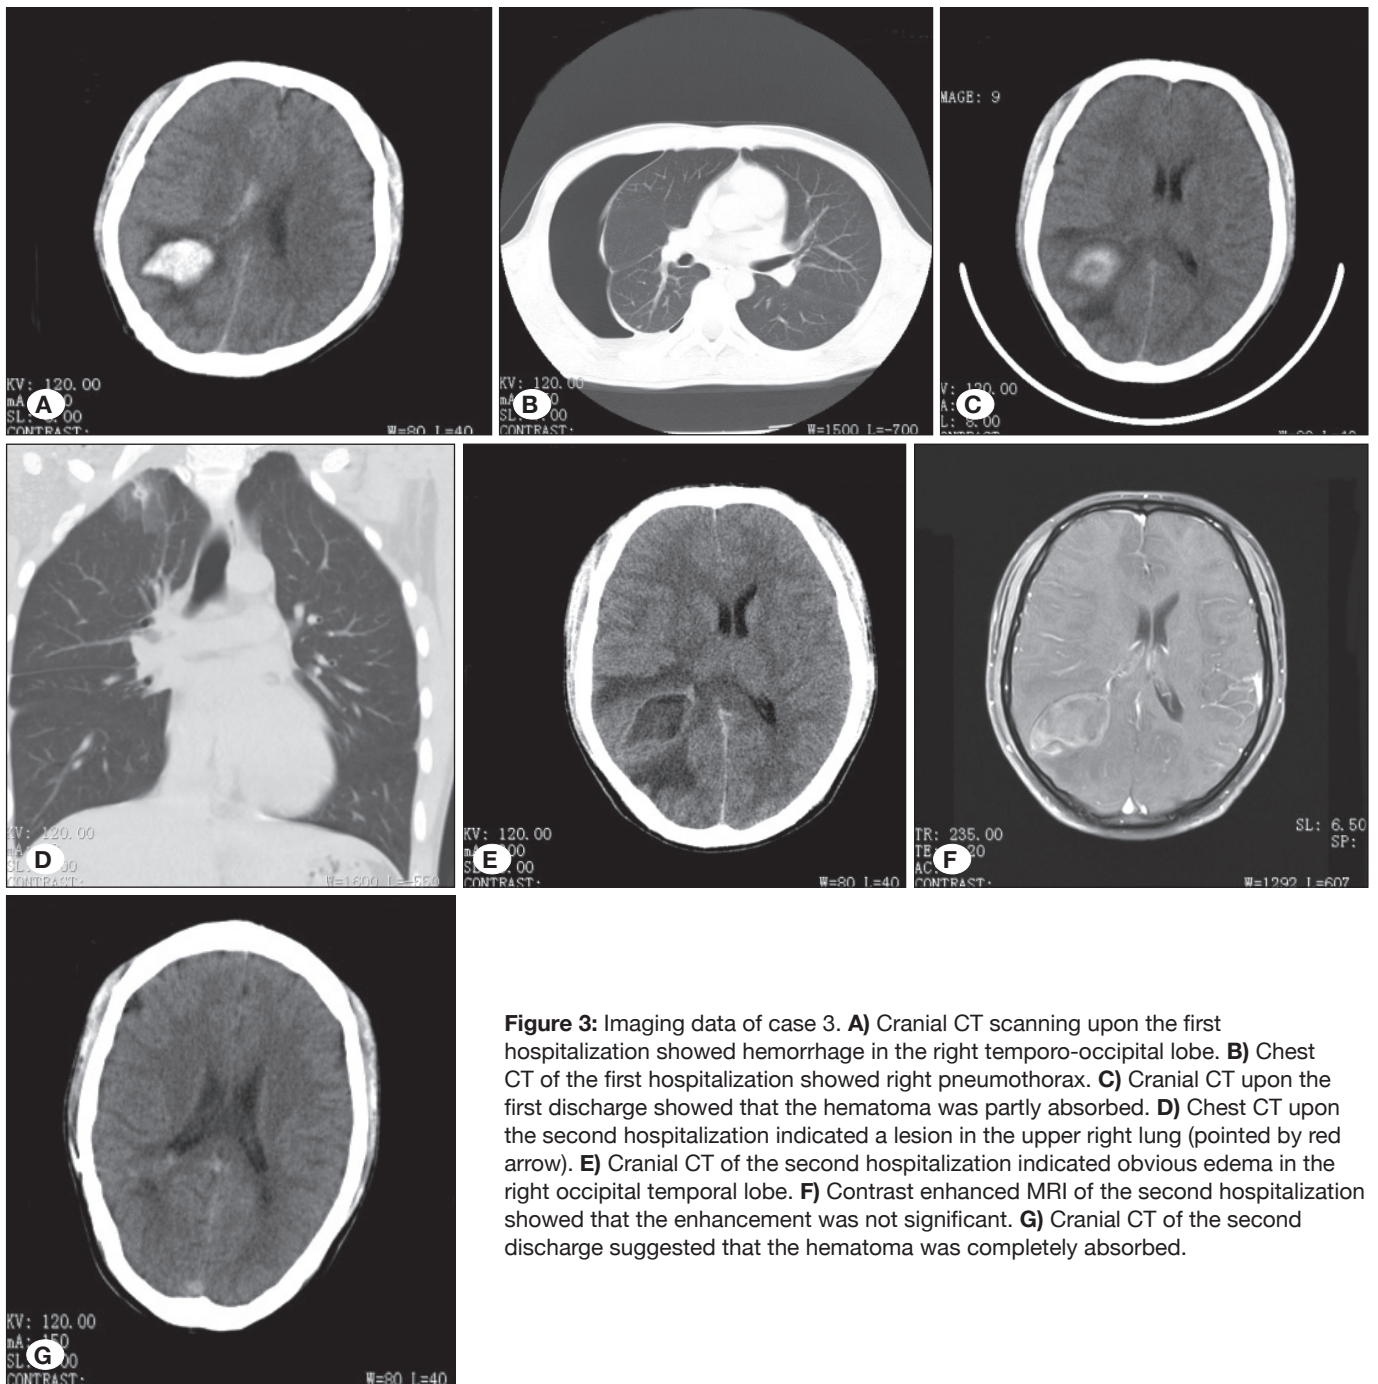 KV: 120.00
A
CONTRAST:
W=80 L=40
KV: 120.00
B
CONTRAST:
W=1500 L=-700
MAGE: 9
V: 120.00
C
L: 8.00
KV: 120.00
D
CONTRAST:
W=1600 L=-550
KV: 120.00
E
CONTRAST:
W=80 L=40
TR: 235.00
F
CONTRAST:
SL: 6.50
SP:
W=1292 L=607
KV: 120.00
G
CONTRAST:
W=80 L=40
Figure 3: Imaging data of case 3. A) Cranial CT scanning upon the first
hospitalization showed hemorrhage in the right temporo-occipital lobe. B) Chest
CT of the first hospitalization showed right pneumothorax. C) Cranial CT upon the
first discharge showed that the hematoma was partly absorbed. D) Chest CT upon
the second hospitalization indicated a lesion in the upper right lung (pointed by red
arrow). E) Cranial CT of the second hospitalization indicated obvious edema in the
right occipital temporal lobe. F) Contrast enhanced MRI of the second hospitalization
showed that the enhancement was not significant. G) Cranial CT of the second
discharge suggested that the hematoma was completely absorbed.